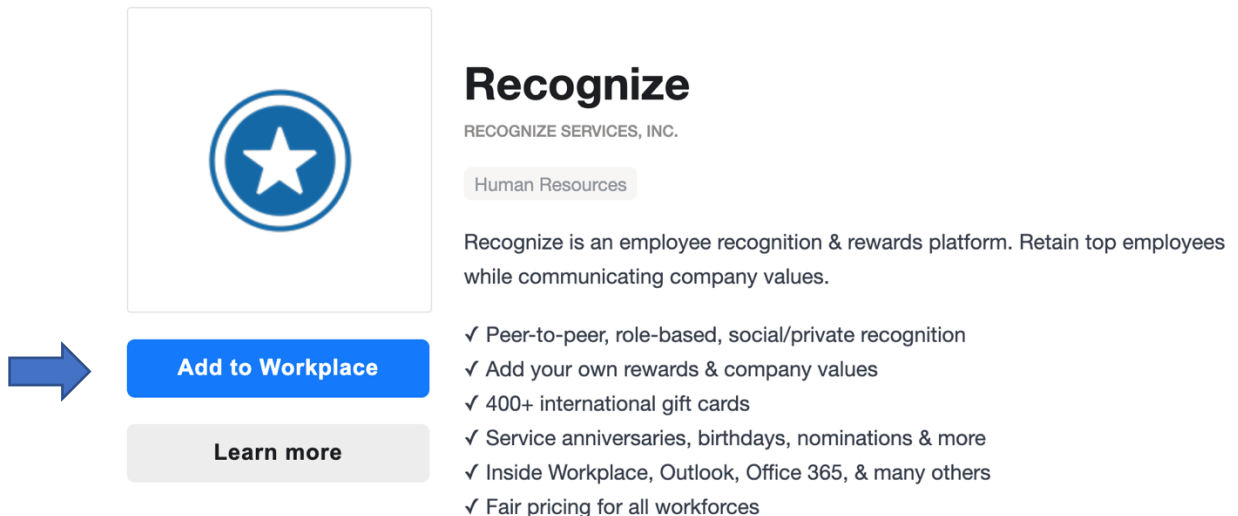 Recognize
RECOGNIZE SERVICES, INC.
Human Resources
Recognize is an employee recognition & rewards platform. Retain top employees
while communicating company values.
✓ Peer-to-peer, role-based, social/private recognition
✓ Add your own rewards & company values
✓ 400+ international gift cards
✓ Service anniversaries, birthdays, nominations & more
✓ Inside Workplace, Outlook, Office 365, & many others
✓ Fair pricing for all workforces
Add to Workplace
Learn more